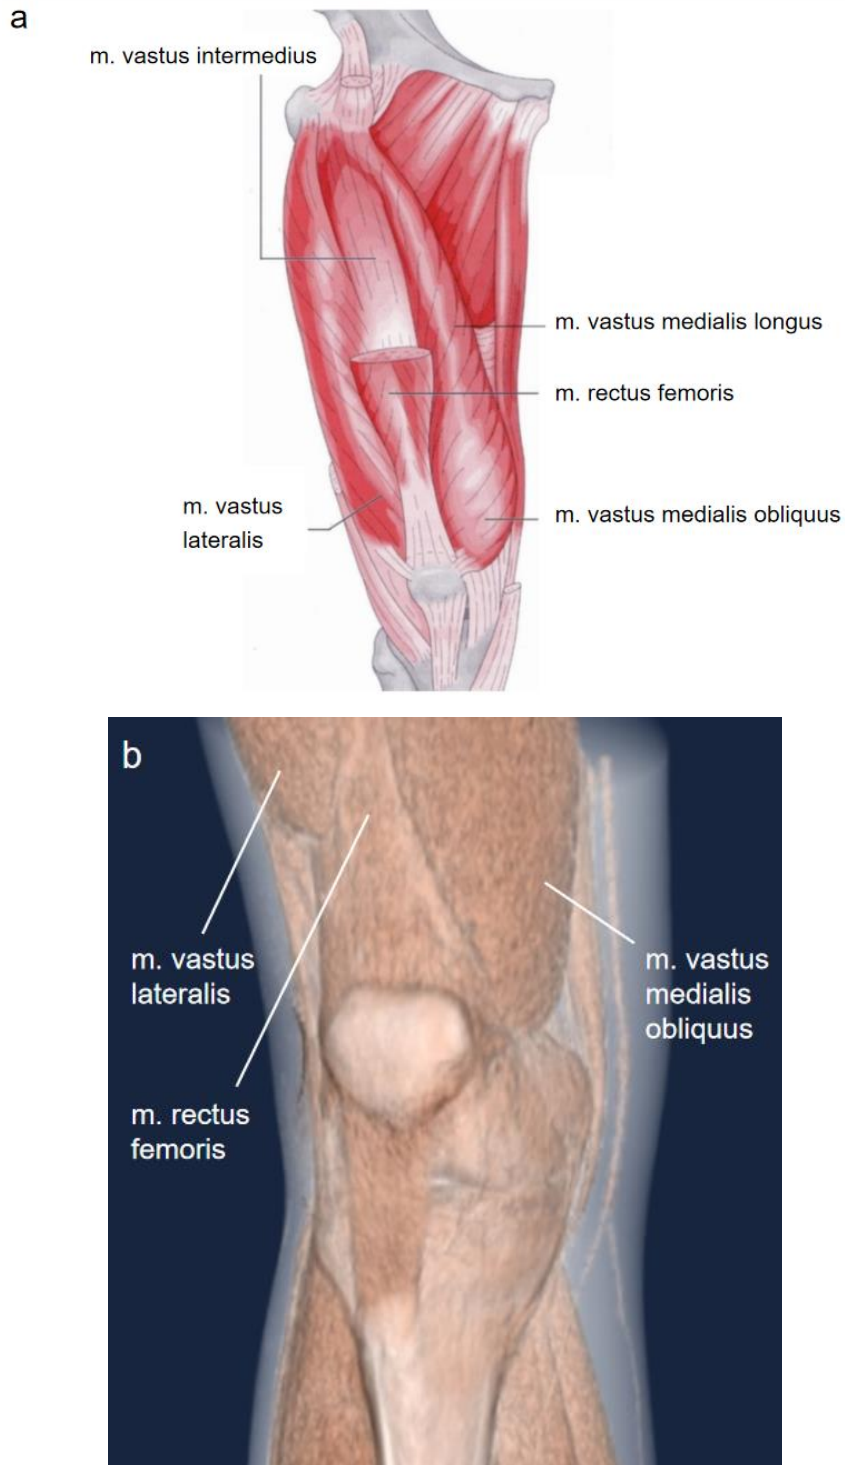 a
m. vastus intermedius
m. vastus medialis longus
m. rectus femoris
m. vastus
lateralis
m. vastus medialis obliquus
b
m. vastus
lateralis
m. vastus
medialis
obliquus
m. rectus
femoris